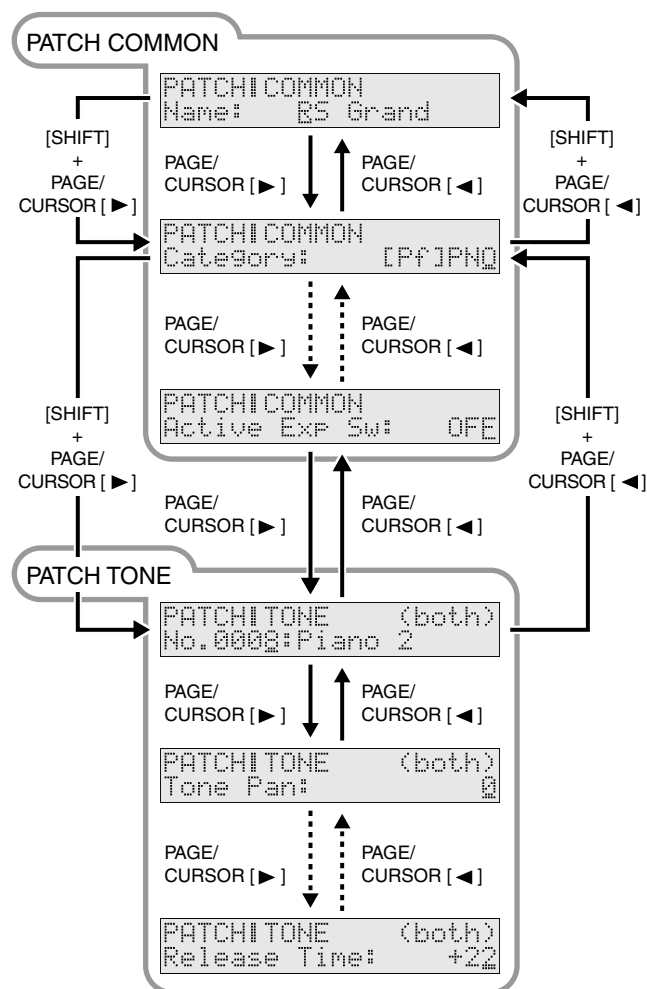 PATCH COMMON
PATCH COMMON
Name: RS Grand
[SHIFT]
+
PAGE/
CURSOR [ ► ]
PAGE/
CURSOR [ ► ]
PAGE/
CURSOR [ ◄ ]
[SHIFT]
+
PAGE/
CURSOR [ ◄ ]
PATCH COMMON
Category: [Pf]PNO
PAGE/
CURSOR [ ► ]
PAGE/
CURSOR [ ◄ ]
PATCH COMMON
Active Exp Sw: OFF
[SHIFT]
+
PAGE/
CURSOR [ ► ]
PAGE/
CURSOR [ ► ]
PAGE/
CURSOR [ ◄ ]
[SHIFT]
+
PAGE/
CURSOR [ ◄ ]
PATCH TONE
PATCH TONE (both)
No.0008:Piano 2
PAGE/
CURSOR [ ► ]
PAGE/
CURSOR [ ◄ ]
PATCH TONE (both)
Tone Pan: 0
PAGE/
CURSOR [ ► ]
PAGE/
CURSOR [ ◄ ]
PATCH TONE (both)
Release Time: +22